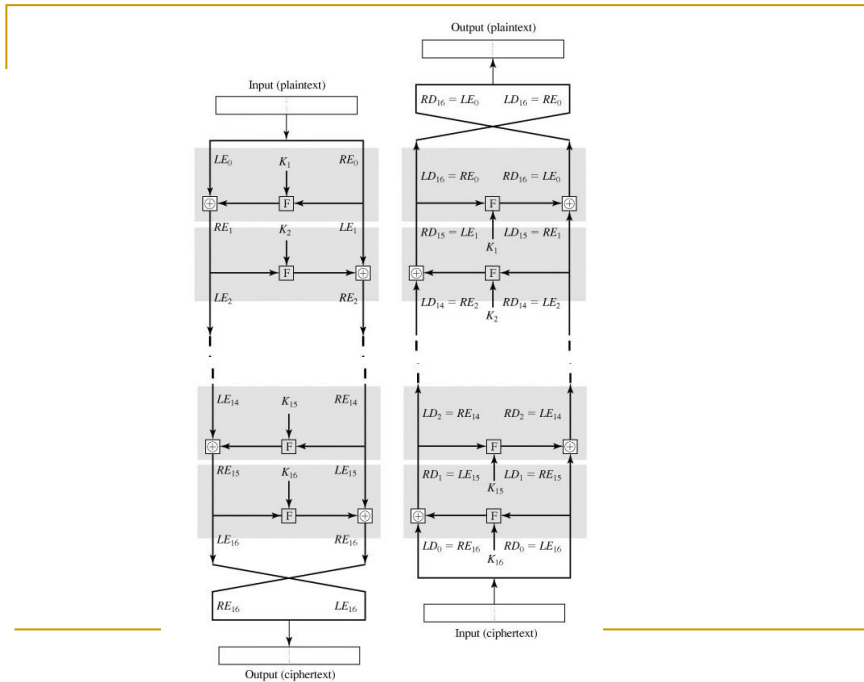 Input (plaintext)
LE₀ K₁ RE₀
F
RE₁ LE₁
K₂
F
LE₂ RE₂
LE₁₄ K₁₅ RE₁₄
F
RE₁₅ LE₁₅
K₁₆
F
LE₁₆ RE₁₆
RE₁₆ LE₁₆
Output (ciphertext)
Output (plaintext)
RD₁₆ = LE₀ LD₁₆ = RE₀
LD₁₆ = RE₀ RD₁₆ = LE₀
F
RD₁₅ = LE₁ LD₁₅ = RE₁
K₁
F
LD₁₄ = RE₂ RD₁₄ = LE₂
K₂
LD₂ = RE₁₄ RD₂ = LE₁₄
F
RD₁ = LE₁₅ LD₁ = RE₁₅
K₁₅
F
LD₀ = RE₁₆ RD₀ = LE₁₆
K₁₆
Input (ciphertext)